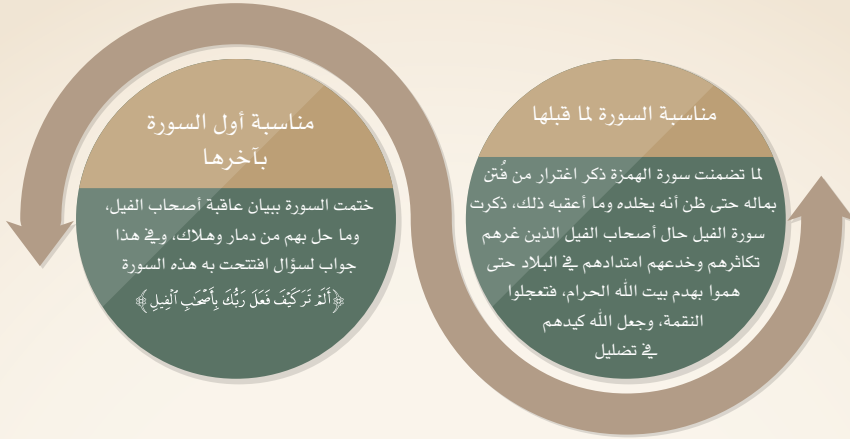 مناسبة السورة لما قبلها
لما تضمنت سورة الهمزة ذكر اغترار من فُتن
بماله حتى ظن أنه يخلده وما أعقبه ذلك، ذكرت
سورة الفيل حال أصحاب الفيل الذين غرهم
تكاثرهم وخدعهم امتدادهم في البلاد حتى
هموا بهدم بيت الله الحرام، فتعجلوا
النقمة، وجعل الله كيدهم
في تضليل
مناسبة أول السورة
بآخرها
ختمت السورة ببيان عاقبة أصحاب الفيل،
وما حل بهم من دمار وهلاك، وفي هذا
جواب لسؤال افتتحت به هذه السورة
﴿أَلَمْ تَرَ كَيْفَ فَعَلَ رَبُّكَ بِأَصْحَٰبِ ٱلْفِيلِ﴾